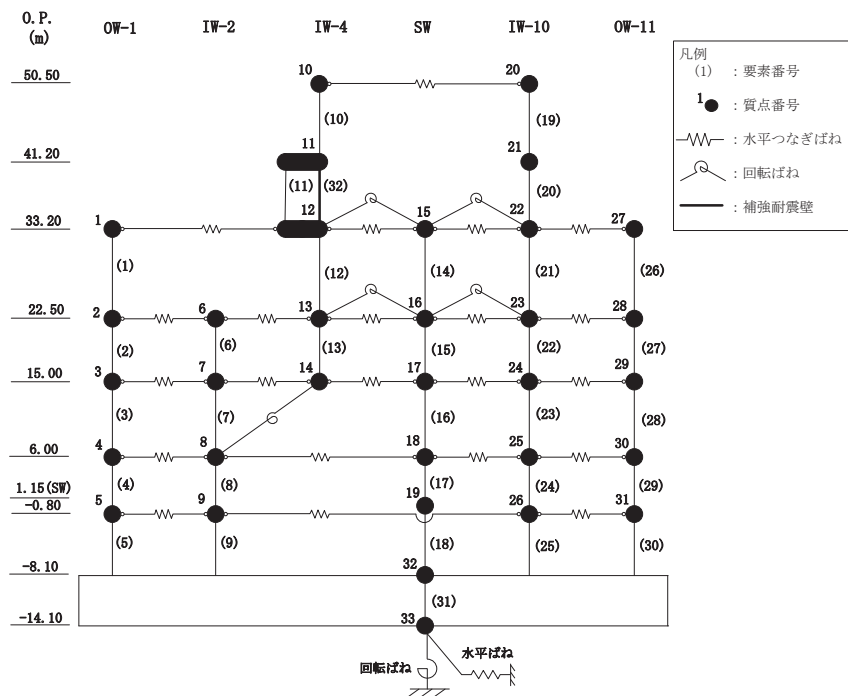 O.P.
(m)
OW-1 IW-2 IW-4 SW IW-10 OW-11
凡例
(1) : 要素番号
1 : 質点番号
: 水平つなぎばね
: 回転ばね
: 補強耐震壁
50.50 10 20
(10) (19)
41.20 11 21
(11) (32) (20)
33.20 1 12 15 22 27
(1) (12) (14) (21) (26)
22.50 2 6 13 16 23 28
(2) (6) (13) (15) (22) (27)
15.00 3 7 14 17 24 29
(3) (7) (16) (23) (28)
6.00 4 8 18 25 30
(4) (8) (17) (24) (29)
1.15(SW) 19
-0.80 5 9 26 31
(5) (9) (18) (25) (30)
-8.10 32
(31)
-14.10 33
回転ばね 水平ばね